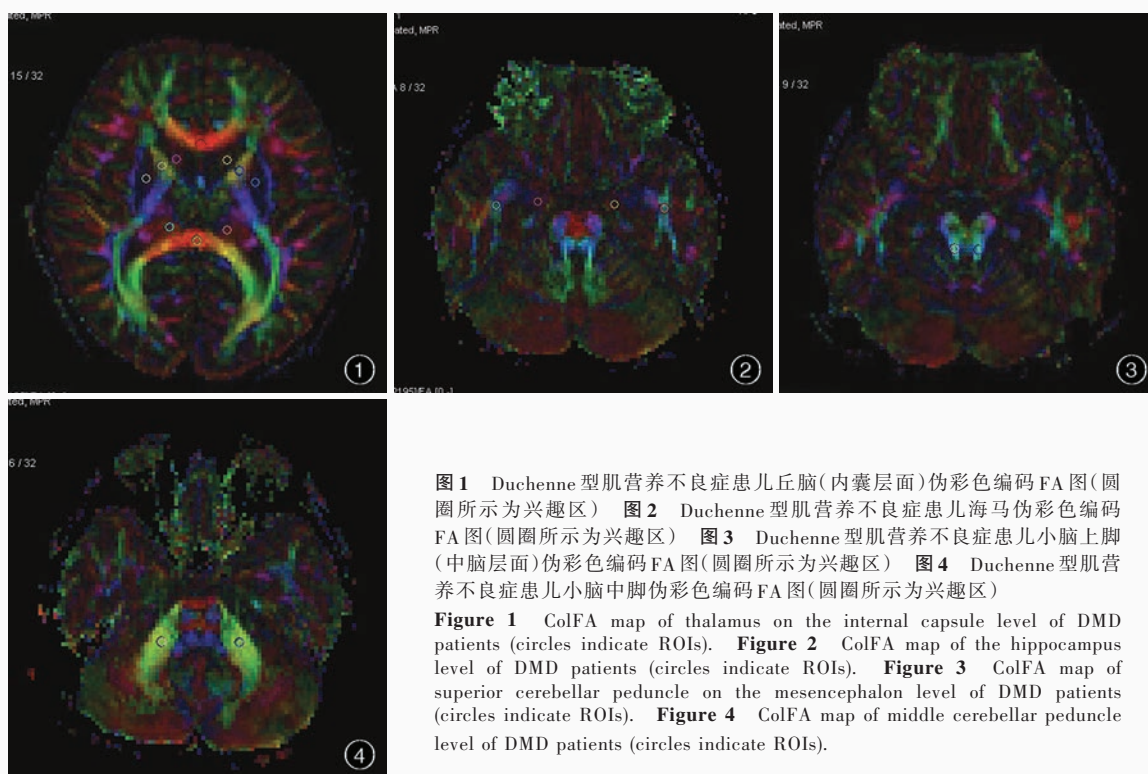 ated, MPR
15 / 32
①
ated, MPR
A 8 / 32
②
ated, MPR
9 / 32
③
ated, MPR
6 / 32
④
图1 Duchenne型肌营养不良症患儿丘脑(内囊层面)伪彩色编码FA图(圆
圈所示为兴趣区) 图2 Duchenne型肌营养不良症患儿海马伪彩色编码
FA图(圆圈所示为兴趣区) 图3 Duchenne型肌营养不良症患儿小脑上脚
(中脑层面)伪彩色编码FA图(圆圈所示为兴趣区) 图4 Duchenne型肌营
养不良症患儿小脑中脚伪彩色编码FA图(圆圈所示为兴趣区)
Figure 1 ColFA map of thalamus on the internal capsule level of DMD
patients (circles indicate ROIs). Figure 2 ColFA map of the hippocampus
level of DMD patients (circles indicate ROIs). Figure 3 ColFA map of
superior cerebellar peduncle on the mesencephalon level of DMD patients
(circles indicate ROIs). Figure 4 ColFA map of middle cerebellar peduncle
level of DMD patients (circles indicate ROIs).